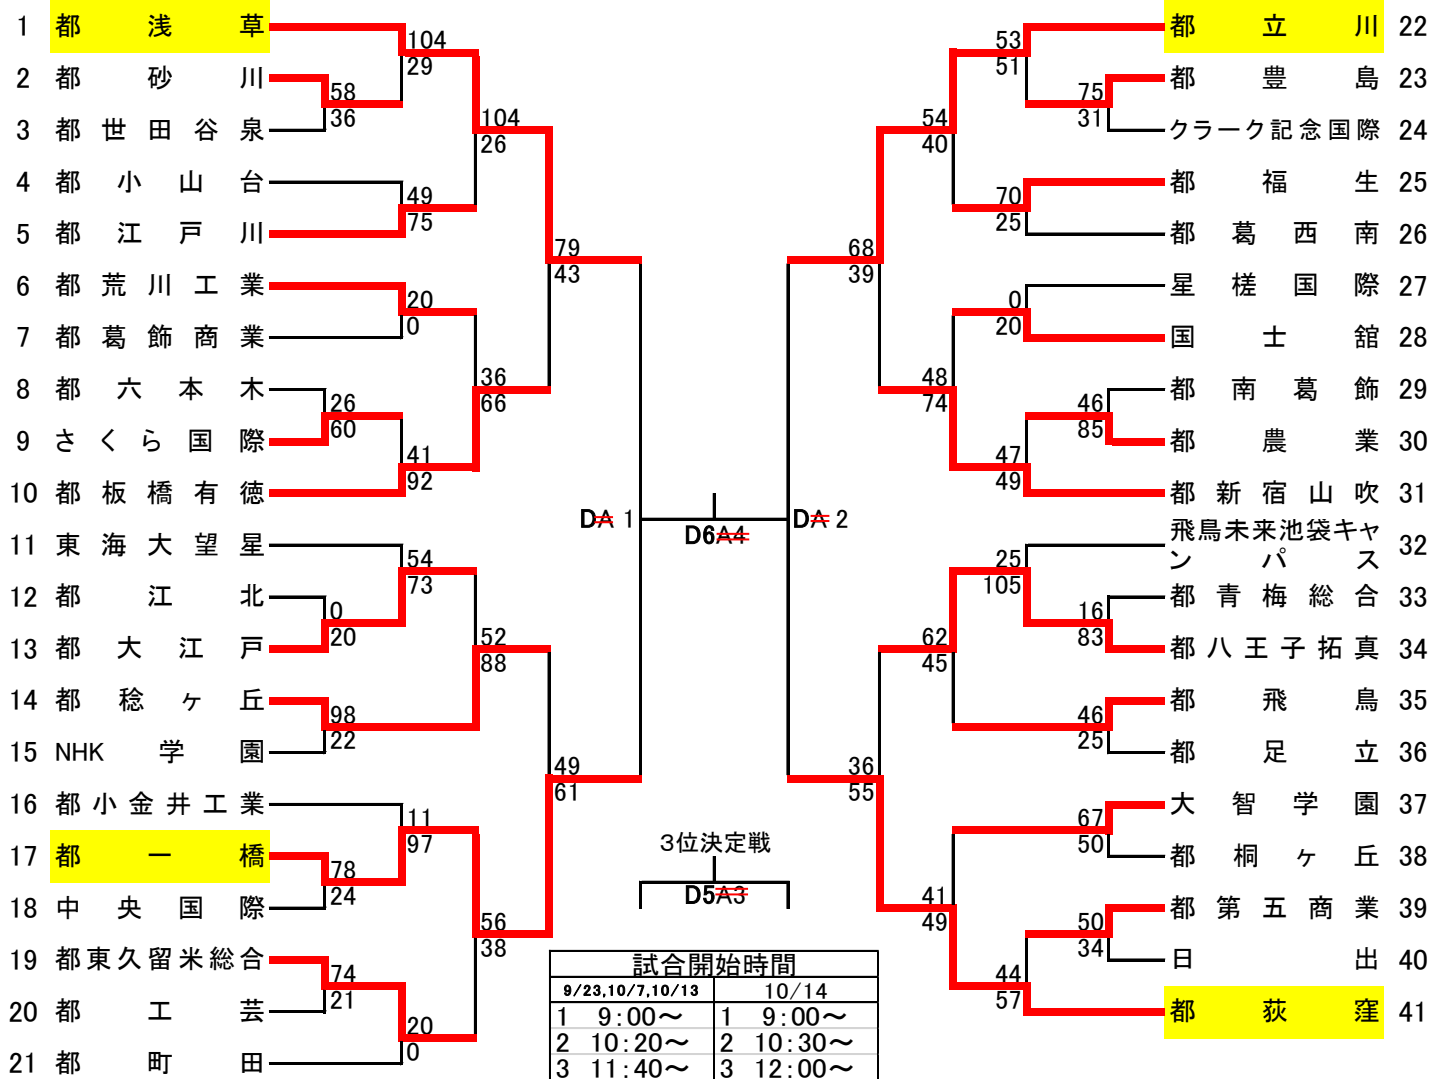 1 都浅草
2 都砂川
3 都世田谷泉
4 都小山台
5 都江戸川
6 都荒川工業
7 都葛飾商業
8 都六本木
9 さくら国際
10 都板橋有徳
11 東海大望星
12 都江北
13 都大江戸
14 都稔ヶ丘
15 NHK学園
16 都小金井工業
17 都一橋
18 中央国際
19 都東久留米総合
20 都工芸
21 都町田
104
29
58
36
49
75
20
0
26
60
41
92
54
73
0
20
98
22
11
97
78
24
74
21
20
0
104
26
36
66
52
88
56
38
79
43
49
61
DA 1
D6A4
DA 2
3位決定戦
D5A3
試合開始時間
9/23,10/7,10/13 10/14
1 9:00～ 1 9:00～
2 10:20～ 2 10:30～
3 11:40～ 3 12:00～
68
39
36
55
54
40
48
74
62
45
41
49
53
51
75
31
70
25
0
20
46
85
47
49
25
105
16
83
46
25
67
50
50
34
44
57
都立川 22
都豊島 23
クラーク記念国際 24
都福生 25
都葛西南 26
星槎国際 27
国士舘 28
都南葛飾 29
都農業 30
都新宿山吹 31
飛鳥未来池袋キャ
ンパス 32
都青梅総合 33
都八王子拓真 34
都飛鳥 35
都足立 36
大智学園 37
都桐ヶ丘 38
都第五商業 39
日出 40
都荻窪 41